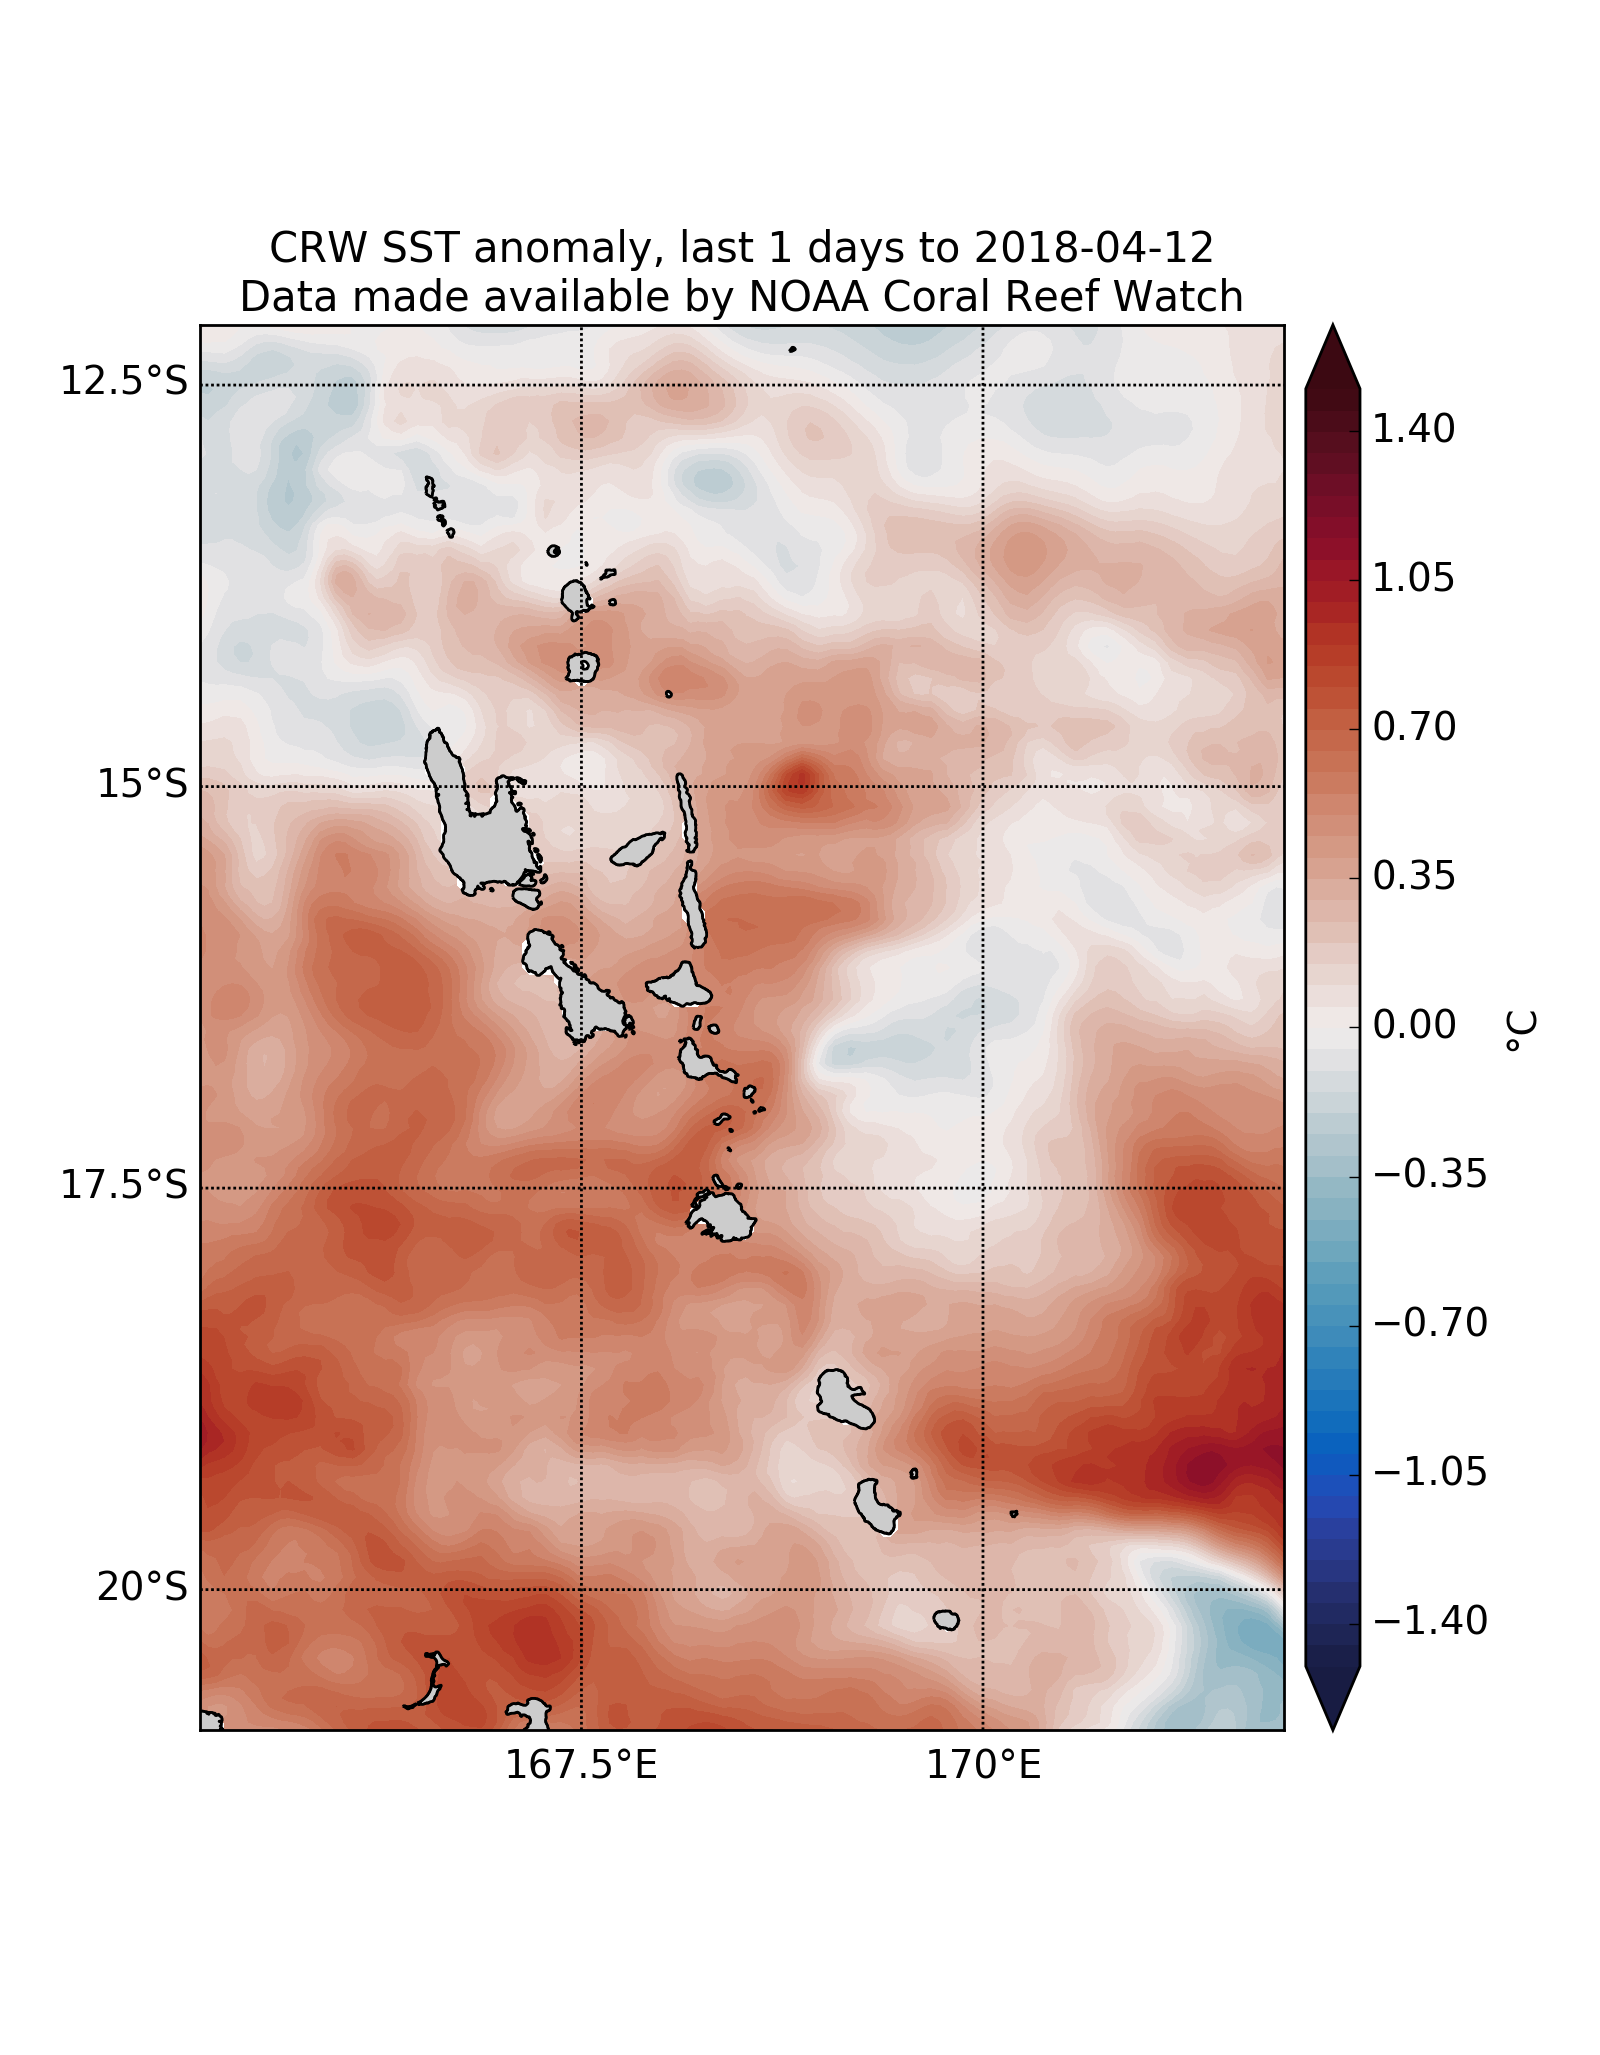 CRW SST anomaly, last 1 days to 2018-04-12
Data made available by NOAA Coral Reef Watch
12.5°S
15°S
17.5°S
20°S
167.5°E
170°E
1.40
1.05
0.70
0.35
0.00
−0.35
−0.70
−1.05
−1.40
°C